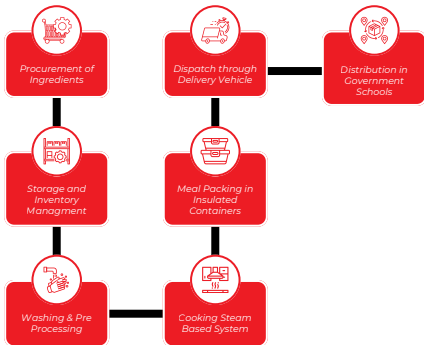 Procurement of
Ingredients
Storage and
Inventory
Managment
Washing & Pre
Processing
Cooking Steam
Based System
Meal Packing in
Insulated
Containers
Dispatch through
Delivery Vehicle
Distribution in
Government
Schools